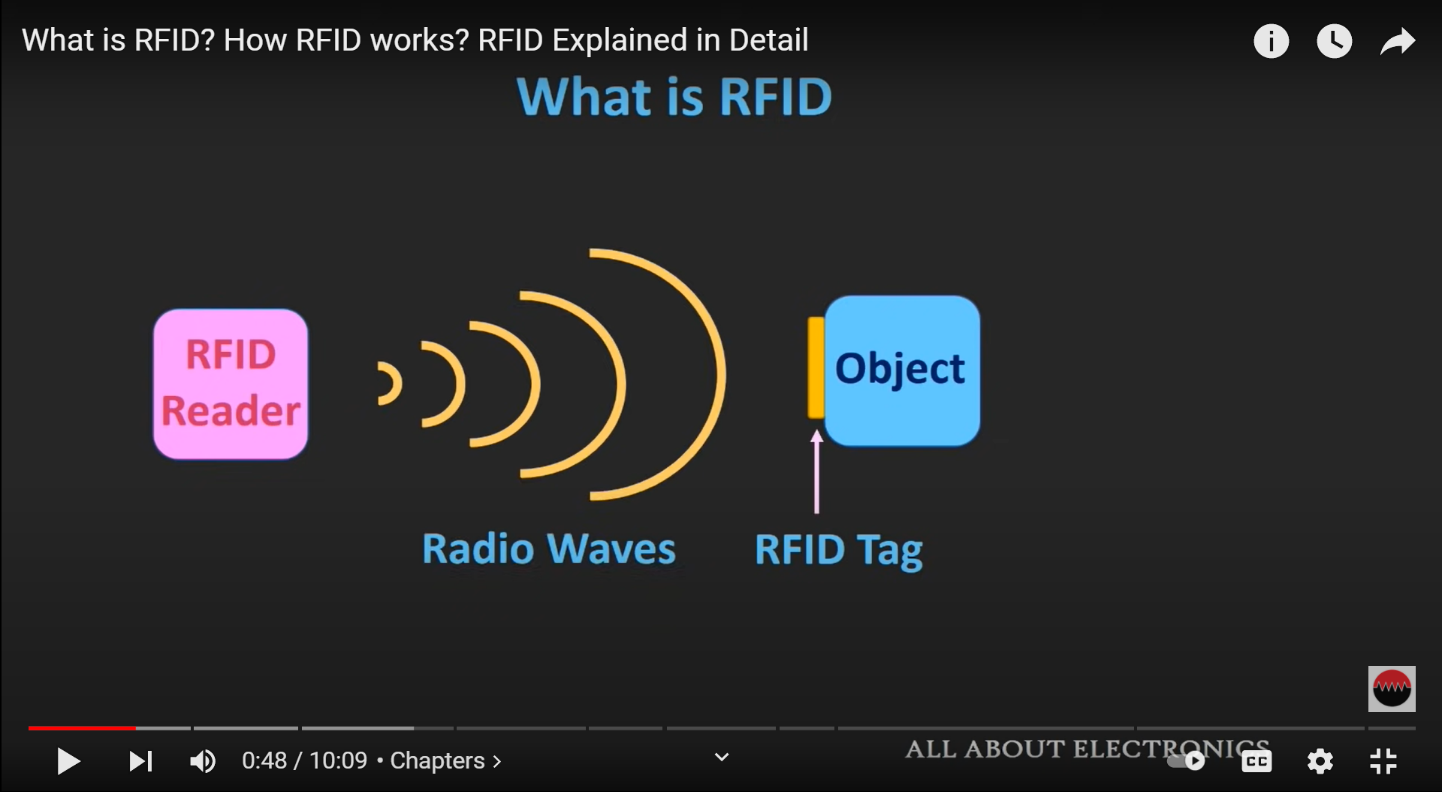 What is RFID? How RFID works? RFID Explained in Detail
What is RFID
RFID
Reader
Object
Radio Waves
RFID Tag
0:48 / 10:09 • Chapters
ALL ABOUT ELECTRONICS
CC